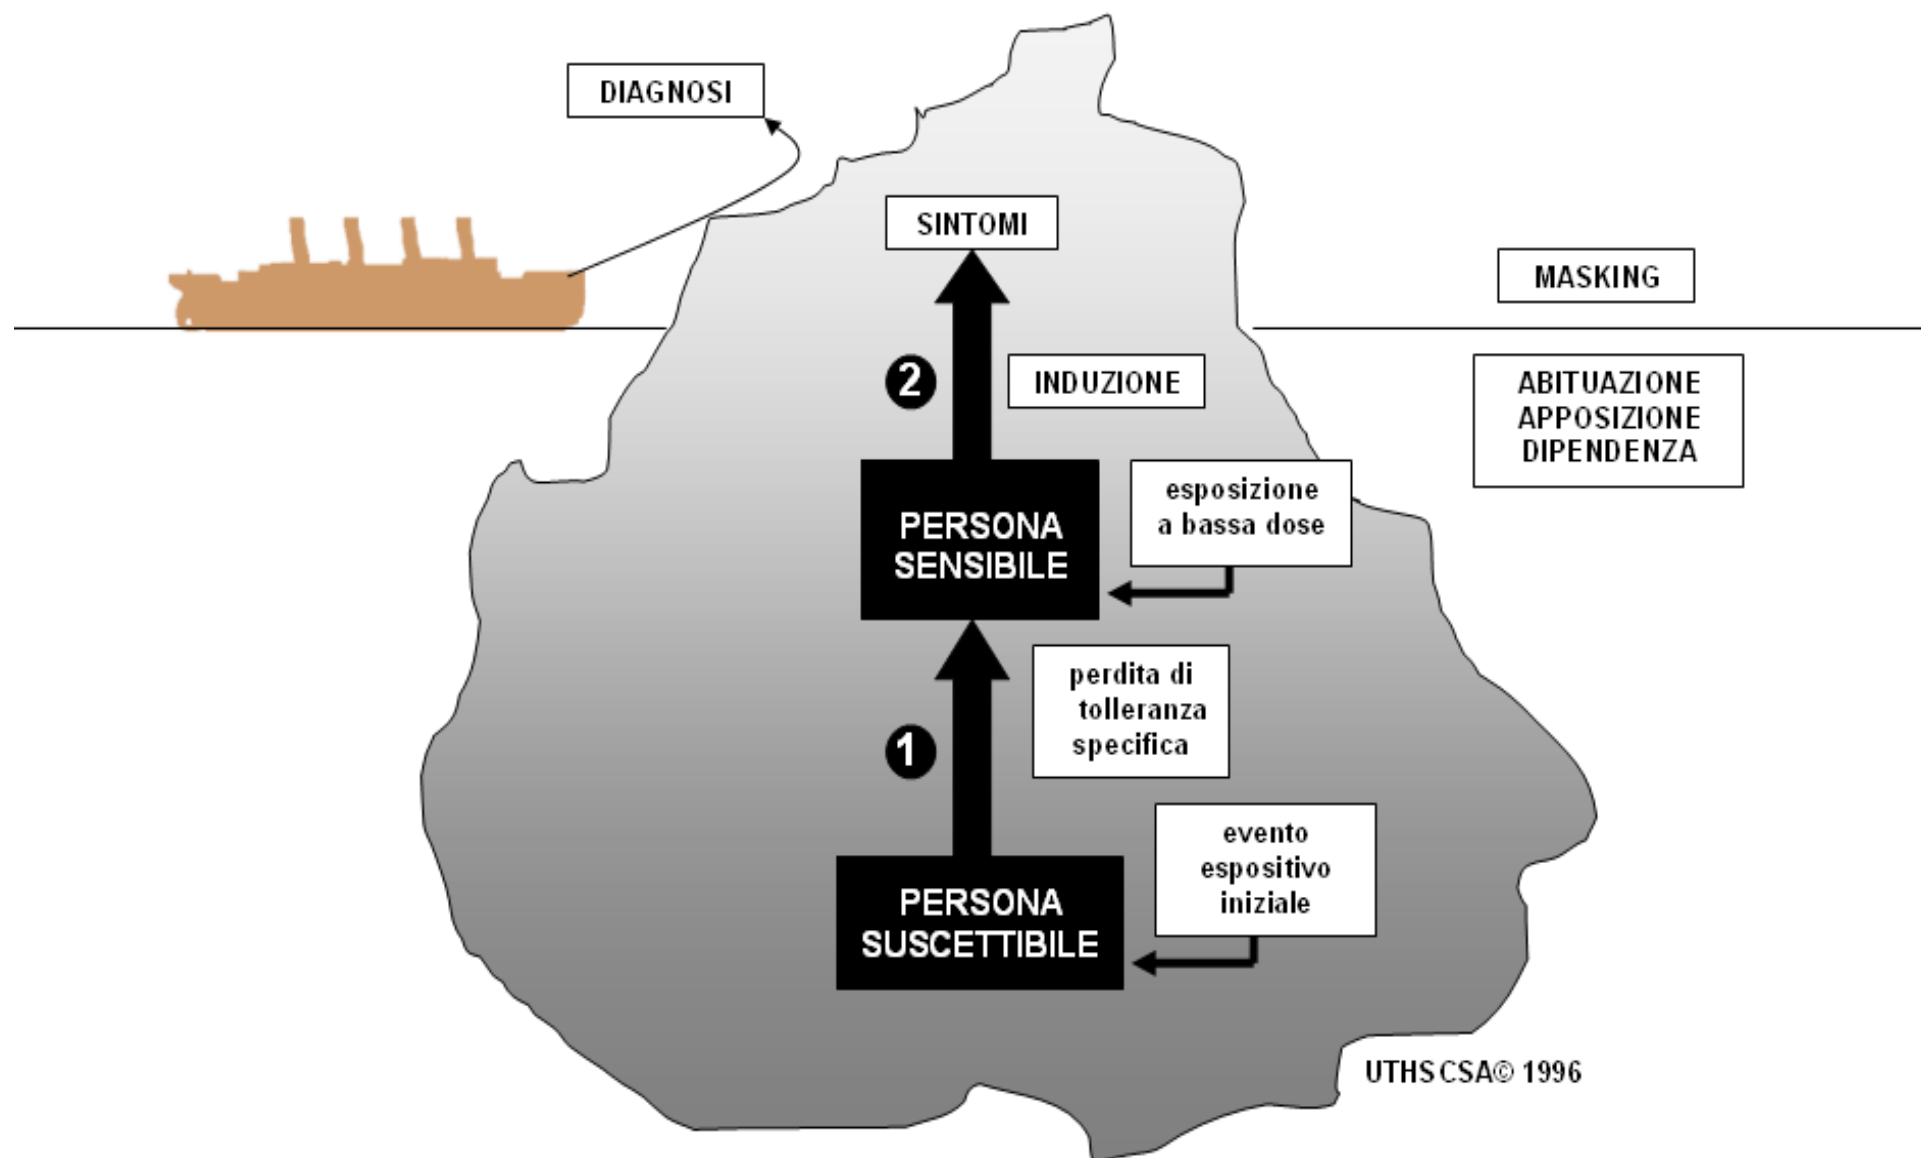 DIAGNOSI
SINTOMI
MASKING
2
INDUZIONE
ABITUAZIONE
APPOSIZIONE
DIPENDENZA
PERSONA
SENSIBILE
esposizione
a bassa dose
1
perdita di
tolleranza
specifica
PERSONA
SUSCETTIBILE
evento
espositivo
iniziale
UTHSCSA© 1996